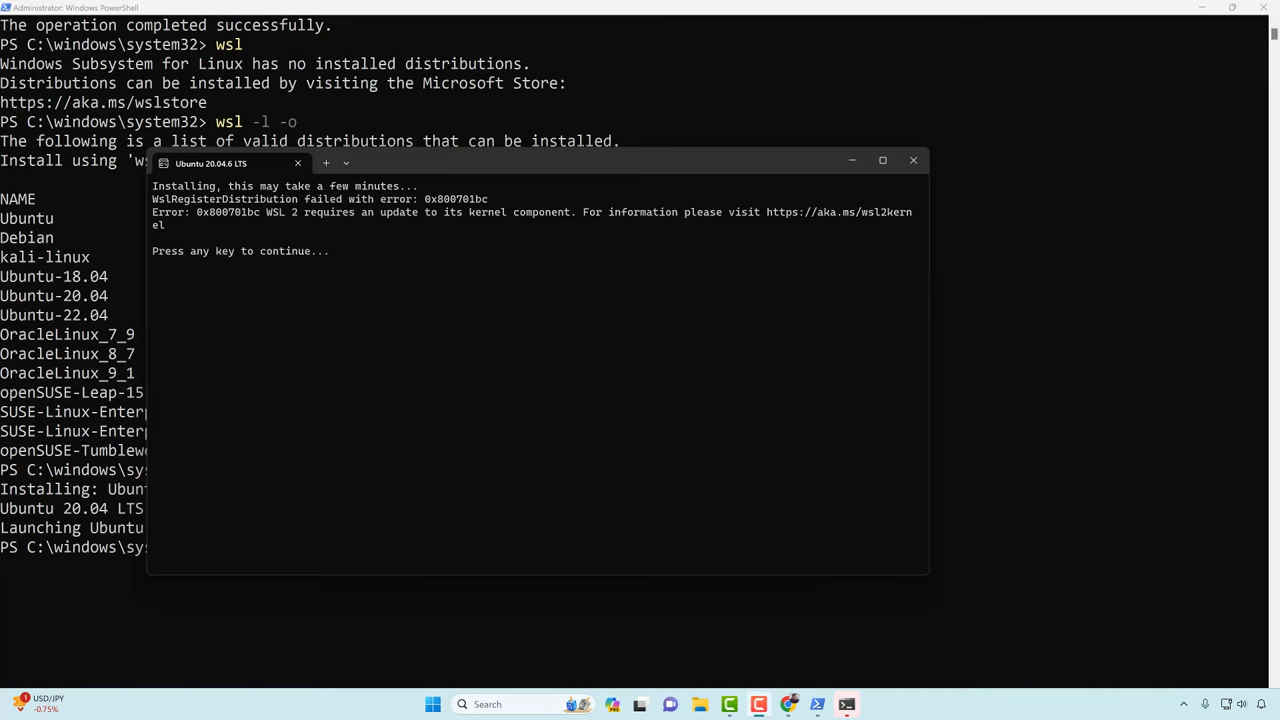 Administrator: Windows PowerShell
The operation completed successfully.
PS C:\windows\system32> wsl
Windows Subsystem for Linux has no installed distributions.
Distributions can be installed by visiting the Microsoft Store:
https://aka.ms/wslstore
PS C:\windows\system32> wsl -l -o
The following is a list of valid distributions that can be installed.
Install using 'ws
NAME
Ubuntu
Debian
kali-linux
Ubuntu-18.04
Ubuntu-20.04
Ubuntu-22.04
OracleLinux_7_9
OracleLinux_8_7
OracleLinux_9_1
openSUSE-Leap-15
SUSE-Linux-Enterp
SUSE-Linux-Enterp
openSUSE-Tumblewe
PS C:\windows\sys
Installing: Ubunt
Ubuntu 20.04 LTS
Launching Ubuntu
PS C:\windows\sys
Ubuntu 20.04.6 LTS
Installing, this may take a few minutes...
WslRegisterDistribution failed with error: 0x800701bc
Error: 0x800701bc WSL 2 requires an update to its kernel component. For information please visit https://aka.ms/wsl2kern
el
Press any key to continue...
1
USD/JPY
-0.75%
Search